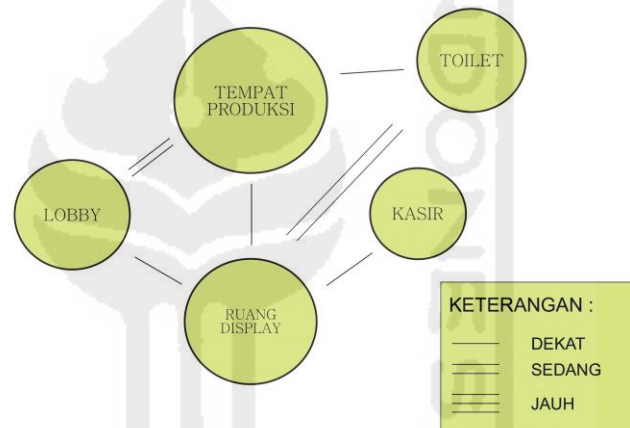 TEMPAT
PRODUKSI
TOILET
LOBBY
KASIR
RUANG
DISPLAY
KETERANGAN :
DEKAT
SEDANG
JAUH